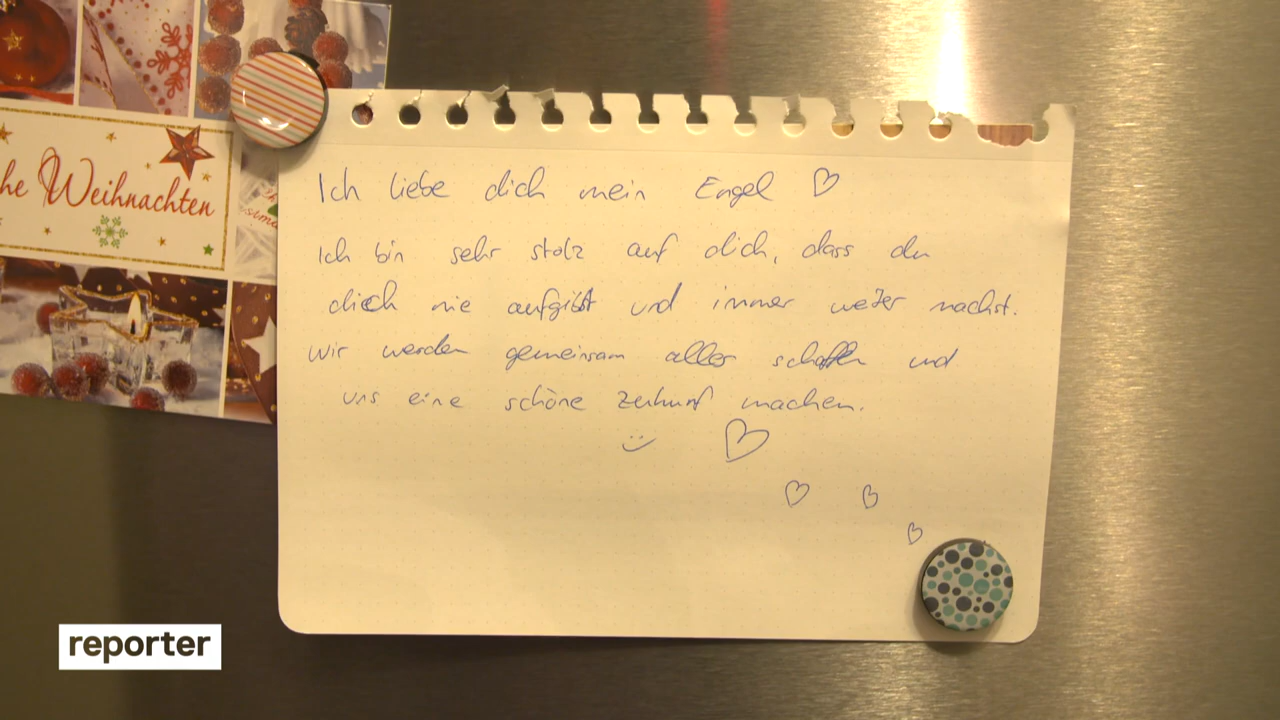 he Weihnachten
Ich liebe dich mein Engel ♡
Ich bin sehr stolz auf dich, dass du
dich nie aufgibst und immer weiter machst.
Wir werden gemeinsam alles schaffen und
uns eine schöne Zukunft machen.
reporter